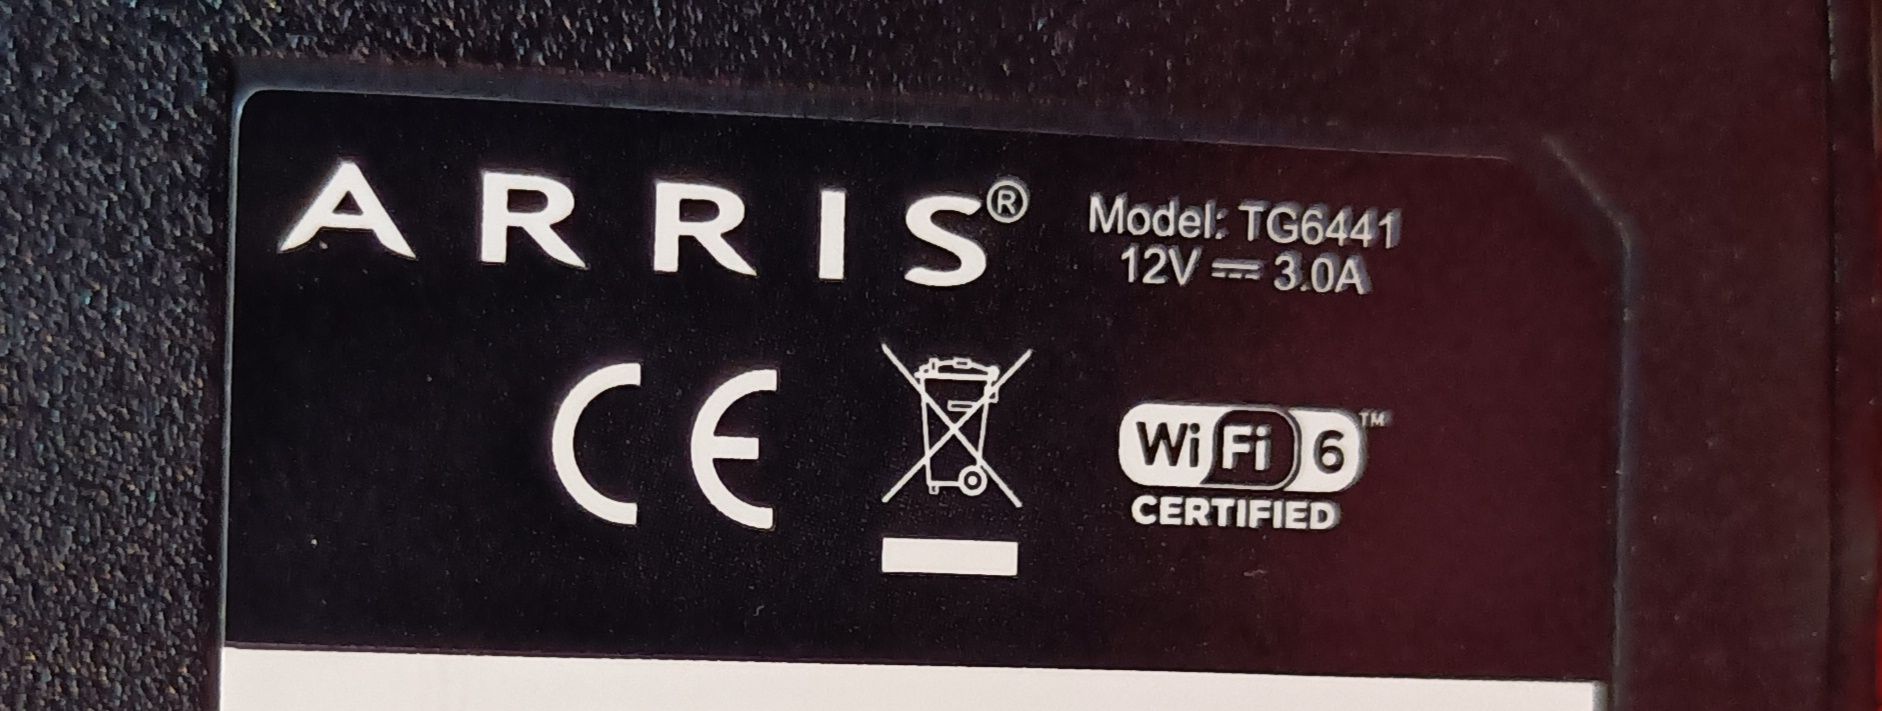 ARRIS®
Model: TG6441
12V ⎓ 3.0A
CE
WiFi 6™
CERTIFIED